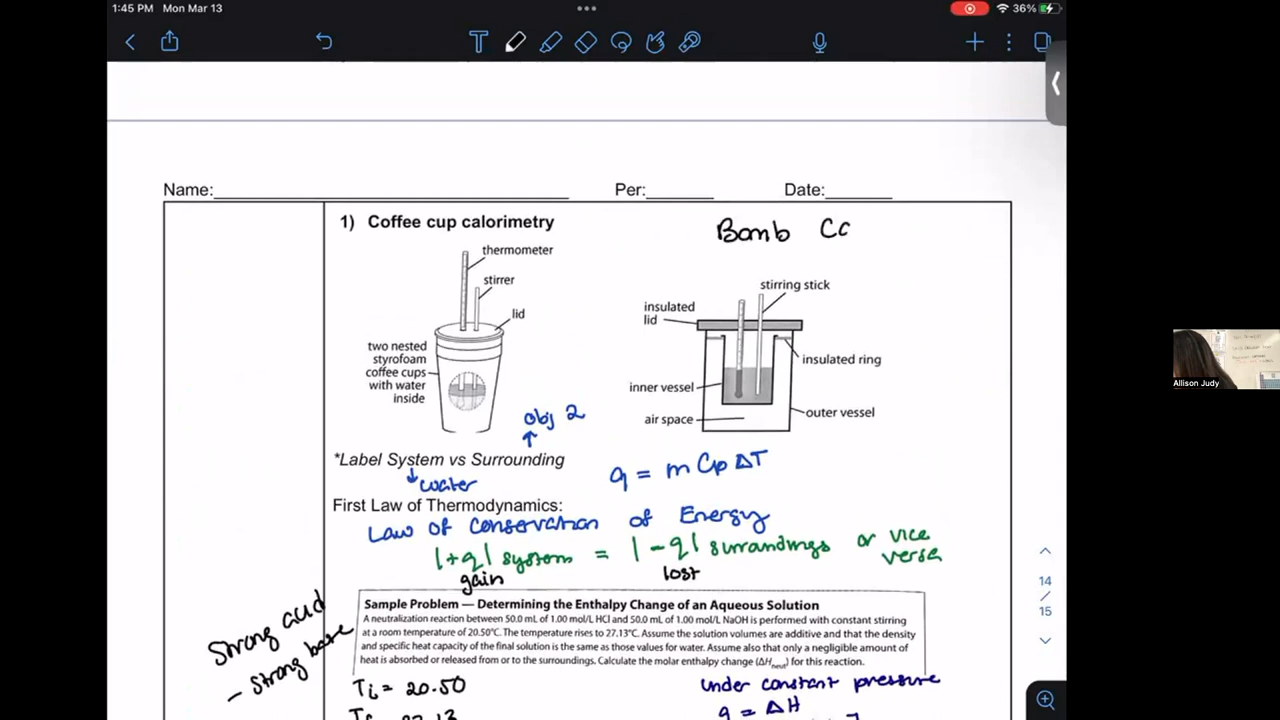 1:45 PM Mon Mar 13
36%
Name: Per: Date:
1) Coffee cup calorimetry
Bomb Ca
thermometer
stirrer
lid
two nested
styrofoam
coffee cups
with water
inside
stirring stick
insulated
lid
insulated ring
inner vessel
air space
outer vessel
obj 2
*Label System vs Surrounding
water
q = m Cp ΔT
First Law of Thermodynamics:
Law of Conservation of Energy
|+q| system = |-q| surrandings or vice
versa
gain
lost
Strong acid
- Strong base
Sample Problem — Determining the Enthalpy Change of an Aqueous Solution
A neutralization reaction between 50.0 mL of 1.00 mol/L HCl and 50.0 mL of 1.00 mol/L NaOH is performed with constant stirring
at a room temperature of 20.50°C. The temperature rises to 27.13°C. Assume the solution volumes are additive and that the density
and specific heat capacity of the final solution is the same as those values for water. Assume also that only a negligible amount of
heat is absorbed or released from or to the surroundings. Calculate the molar enthalpy change (ΔHneut) for this reaction.
Ti = 20.50
under constant pressure
q = ΔH
14
/
15
Allison Judy